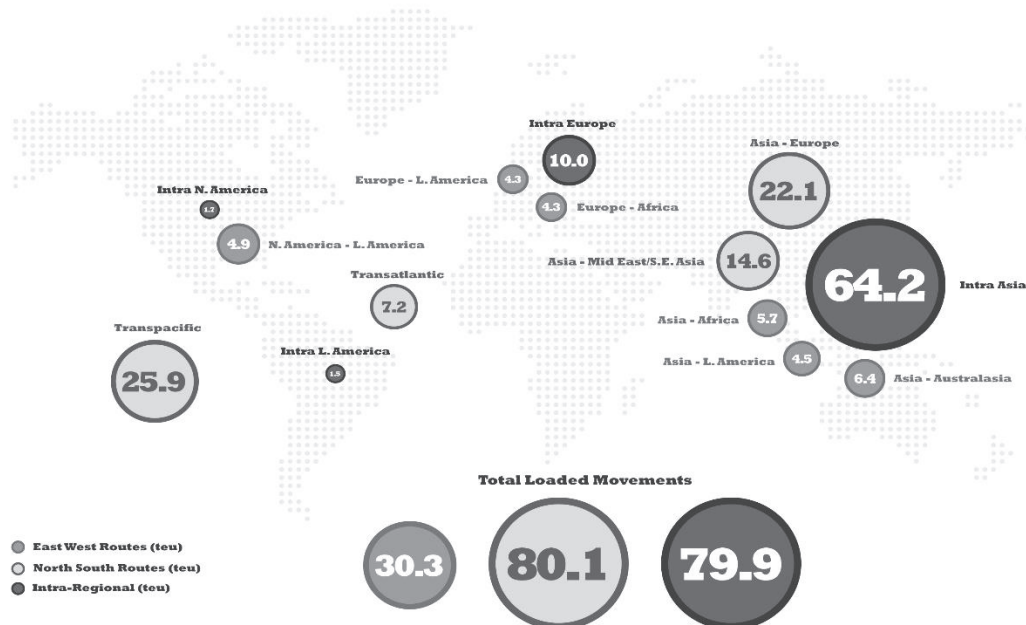 Intra Europe
10.0
Asia - Europe
22.1
Europe - L. America
4.3
Intra N. America
1.7
4.3
Europe - Africa
4.9
N. America - L. America
Asia - Mid East/S.E. Asia
14.6
64.2
Intra Asia
Transatlantic
7.2
Asia - Africa
5.7
Transpacific
25.9
Intra L. America
1.5
Asia - L. America
4.5
6.4
Asia - Australasia
Total Loaded Movements
30.3
80.1
79.9
East West Routes (teu)
North South Routes (teu)
Intra-Regional (teu)